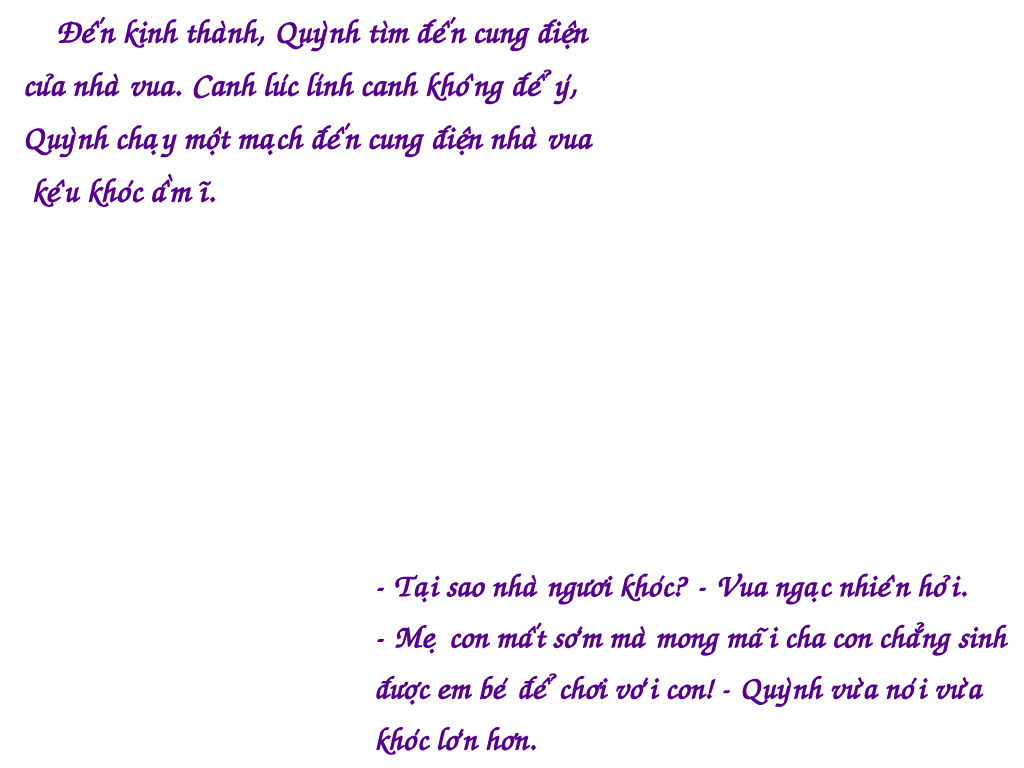 Đến kinh thành, Quỳnh tìm đến cung điện
của nhà vua. Canh lúc lính canh không để ý,
Quỳnh chạy một mạch đến cung điện nhà vua
kêu khóc ầm ĩ.
- Tại sao nhà ngươi khóc? - Vua ngạc nhiên hỏi.
- Mẹ con mất sớm mà mong mãi cha con chẳng sinh
được em bé để chơi với con! - Quỳnh vừa nói vừa
khóc lớn hơn.